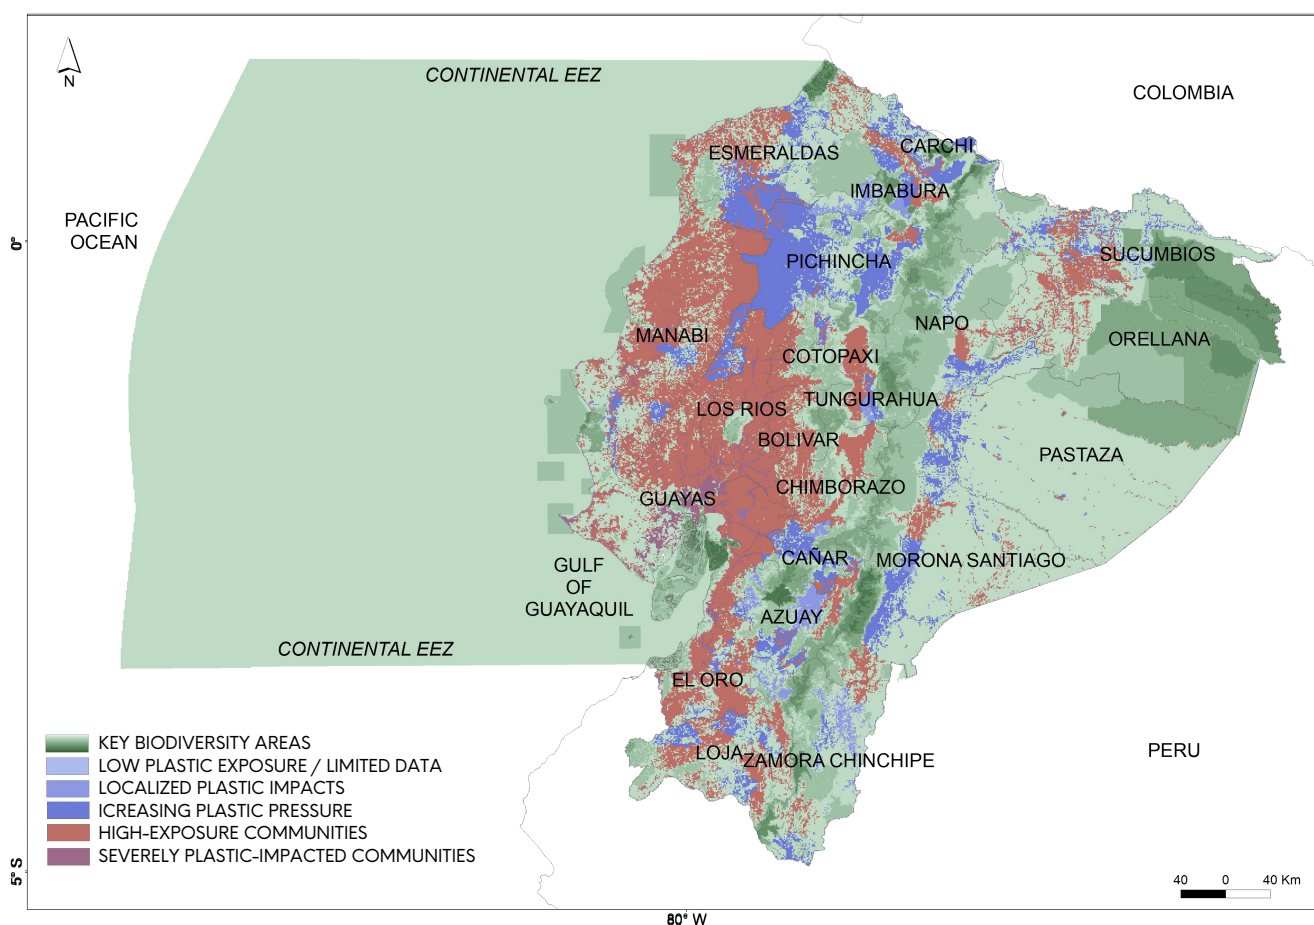 N
CONTINENTAL EEZ
COLOMBIA
ESMERALDAS
CARCHI
IMBABURA
PACIFIC
OCEAN
0°
PICHINCHA
SUCUMBIOS
NAPO
ORELLANA
MANABI
COTOPAXI
TUNGURAHUA
LOS RIOS
BOLIVAR
PASTAZA
CHIMBORAZO
GUAYAS
CAÑAR
MORONA SANTIAGO
GULF
OF
GUAYAQUIL
AZUAY
CONTINENTAL EEZ
EL ORO
LOJA
ZAMORA CHINCHIPE
PERU
KEY BIODIVERSITY AREAS
LOW PLASTIC EXPOSURE / LIMITED DATA
LOCALIZED PLASTIC IMPACTS
ICREASING PLASTIC PRESSURE
HIGH-EXPOSURE COMMUNITIES
SEVERELY PLASTIC-IMPACTED COMMUNITIES
5° S
40 0 40 Km
80° W